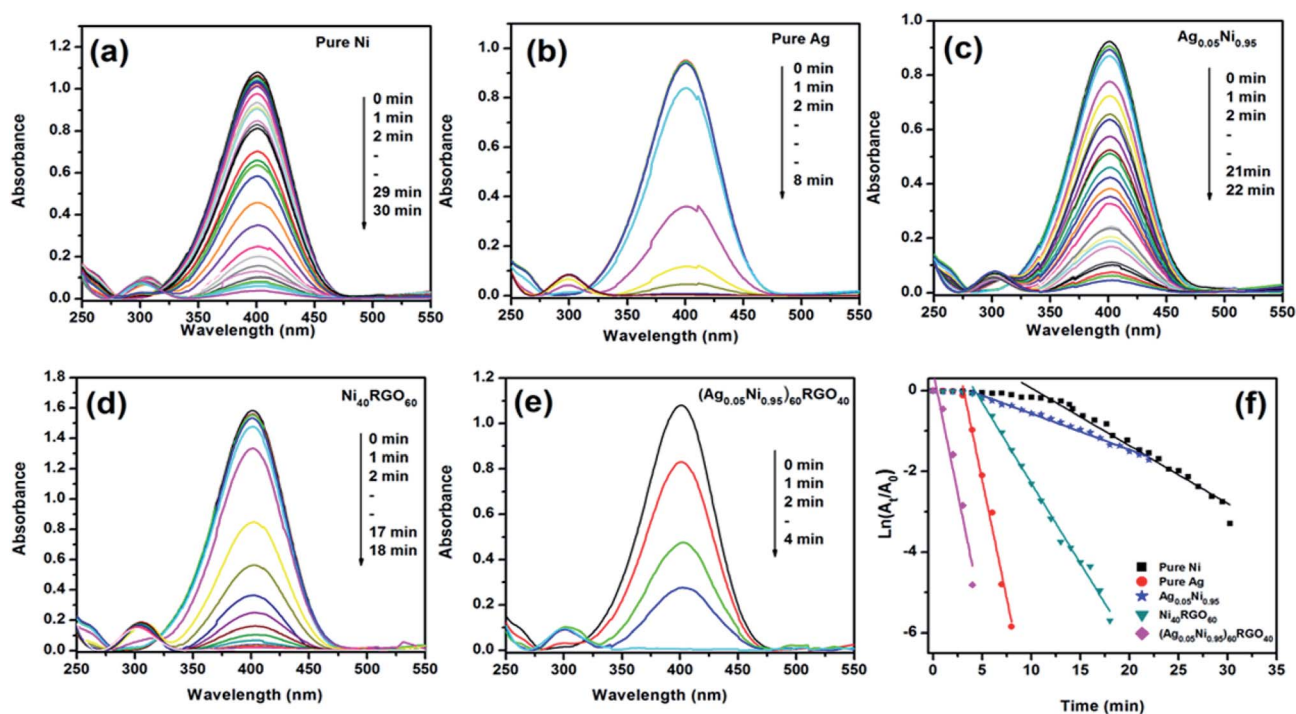 (a)
Pure Ni
0 min
1 min
2 min
-
-
29 min
30 min
Absorbance
1.2
1.0
0.8
0.6
0.4
0.2
0.0
250 300 350 400 450 500 550
Wavelength (nm)
(b)
Pure Ag
0 min
1 min
2 min
-
-
-
8 min
Absorbance
1.0
0.8
0.6
0.4
0.2
0.0
250 300 350 400 450 500 550
Wavelength (nm)
(c)
Ag0.05Ni0.95
0 min
1 min
2 min
-
-
21min
22 min
Absorbance
1.0
0.8
0.6
0.4
0.2
0.0
250 300 350 400 450 500 550
Wavelength (nm)
(d)
Ni40RGO60
0 min
1 min
2 min
-
-
17 min
18 min
Absorbance
1.8
1.6
1.4
1.2
1.0
0.8
0.6
0.4
0.2
0.0
250 300 350 400 450 500 550
Wavelength (nm)
(e)
(Ag0.05Ni0.95)60RGO40
0 min
1 min
2 min
-
4 min
Absorbance
1.2
1.0
0.8
0.6
0.4
0.2
0.0
250 300 350 400 450 500 550
Wavelength (nm)
(f)
Ln(At/A0)
0
-2
-4
-6
Pure Ni
Pure Ag
Ag0.05Ni0.95
Ni40RGO60
(Ag0.05Ni0.95)60RGO40
0 5 10 15 20 25 30 35
Time (min)